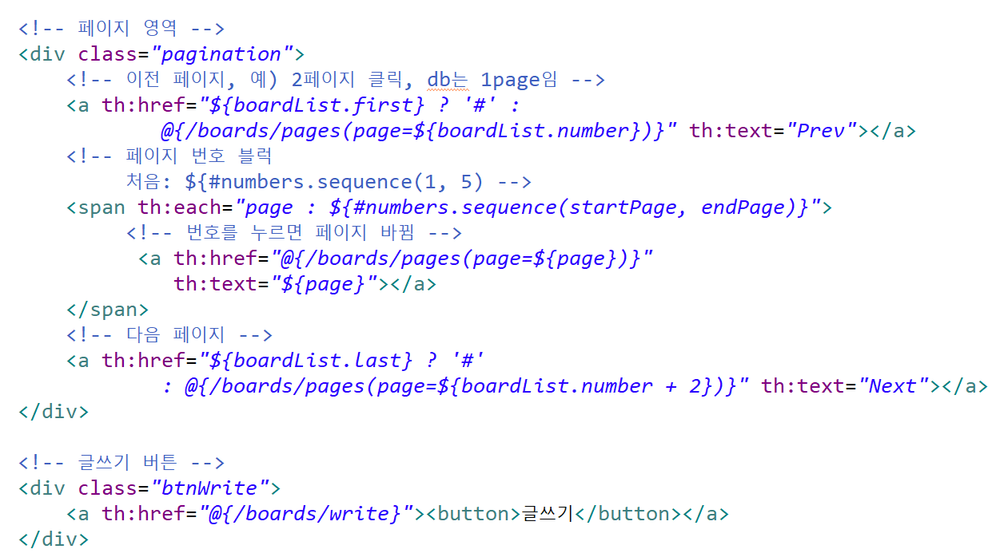 <!-- 페이지 영역 -->
<div class="pagination">
    <!-- 이전 페이지, 예) 2페이지 클릭, db는 1page임 -->
    <a th:href="${boardList.first} ? '#' :
            @{/boards/pages(page=${boardList.number})}" th:text="Prev"></a>
    <!-- 페이지 번호 블럭
         처음: ${#numbers.sequence(1, 5) -->
    <span th:each="page : ${#numbers.sequence(startPage, endPage)}">
         <!-- 번호를 누르면 페이지 바뀜 -->
          <a th:href="@{/boards/pages(page=${page})}"
             th:text="${page}"></a>
    </span>
    <!-- 다음 페이지 -->
    <a th:href="${boardList.last} ? '#'
            : @{/boards/pages(page=${boardList.number + 2})}" th:text="Next"></a>
</div>
<!-- 글쓰기 버튼 -->
<div class="btnWrite">
    <a th:href="@{/boards/write}"><button>글쓰기</button></a>
</div>